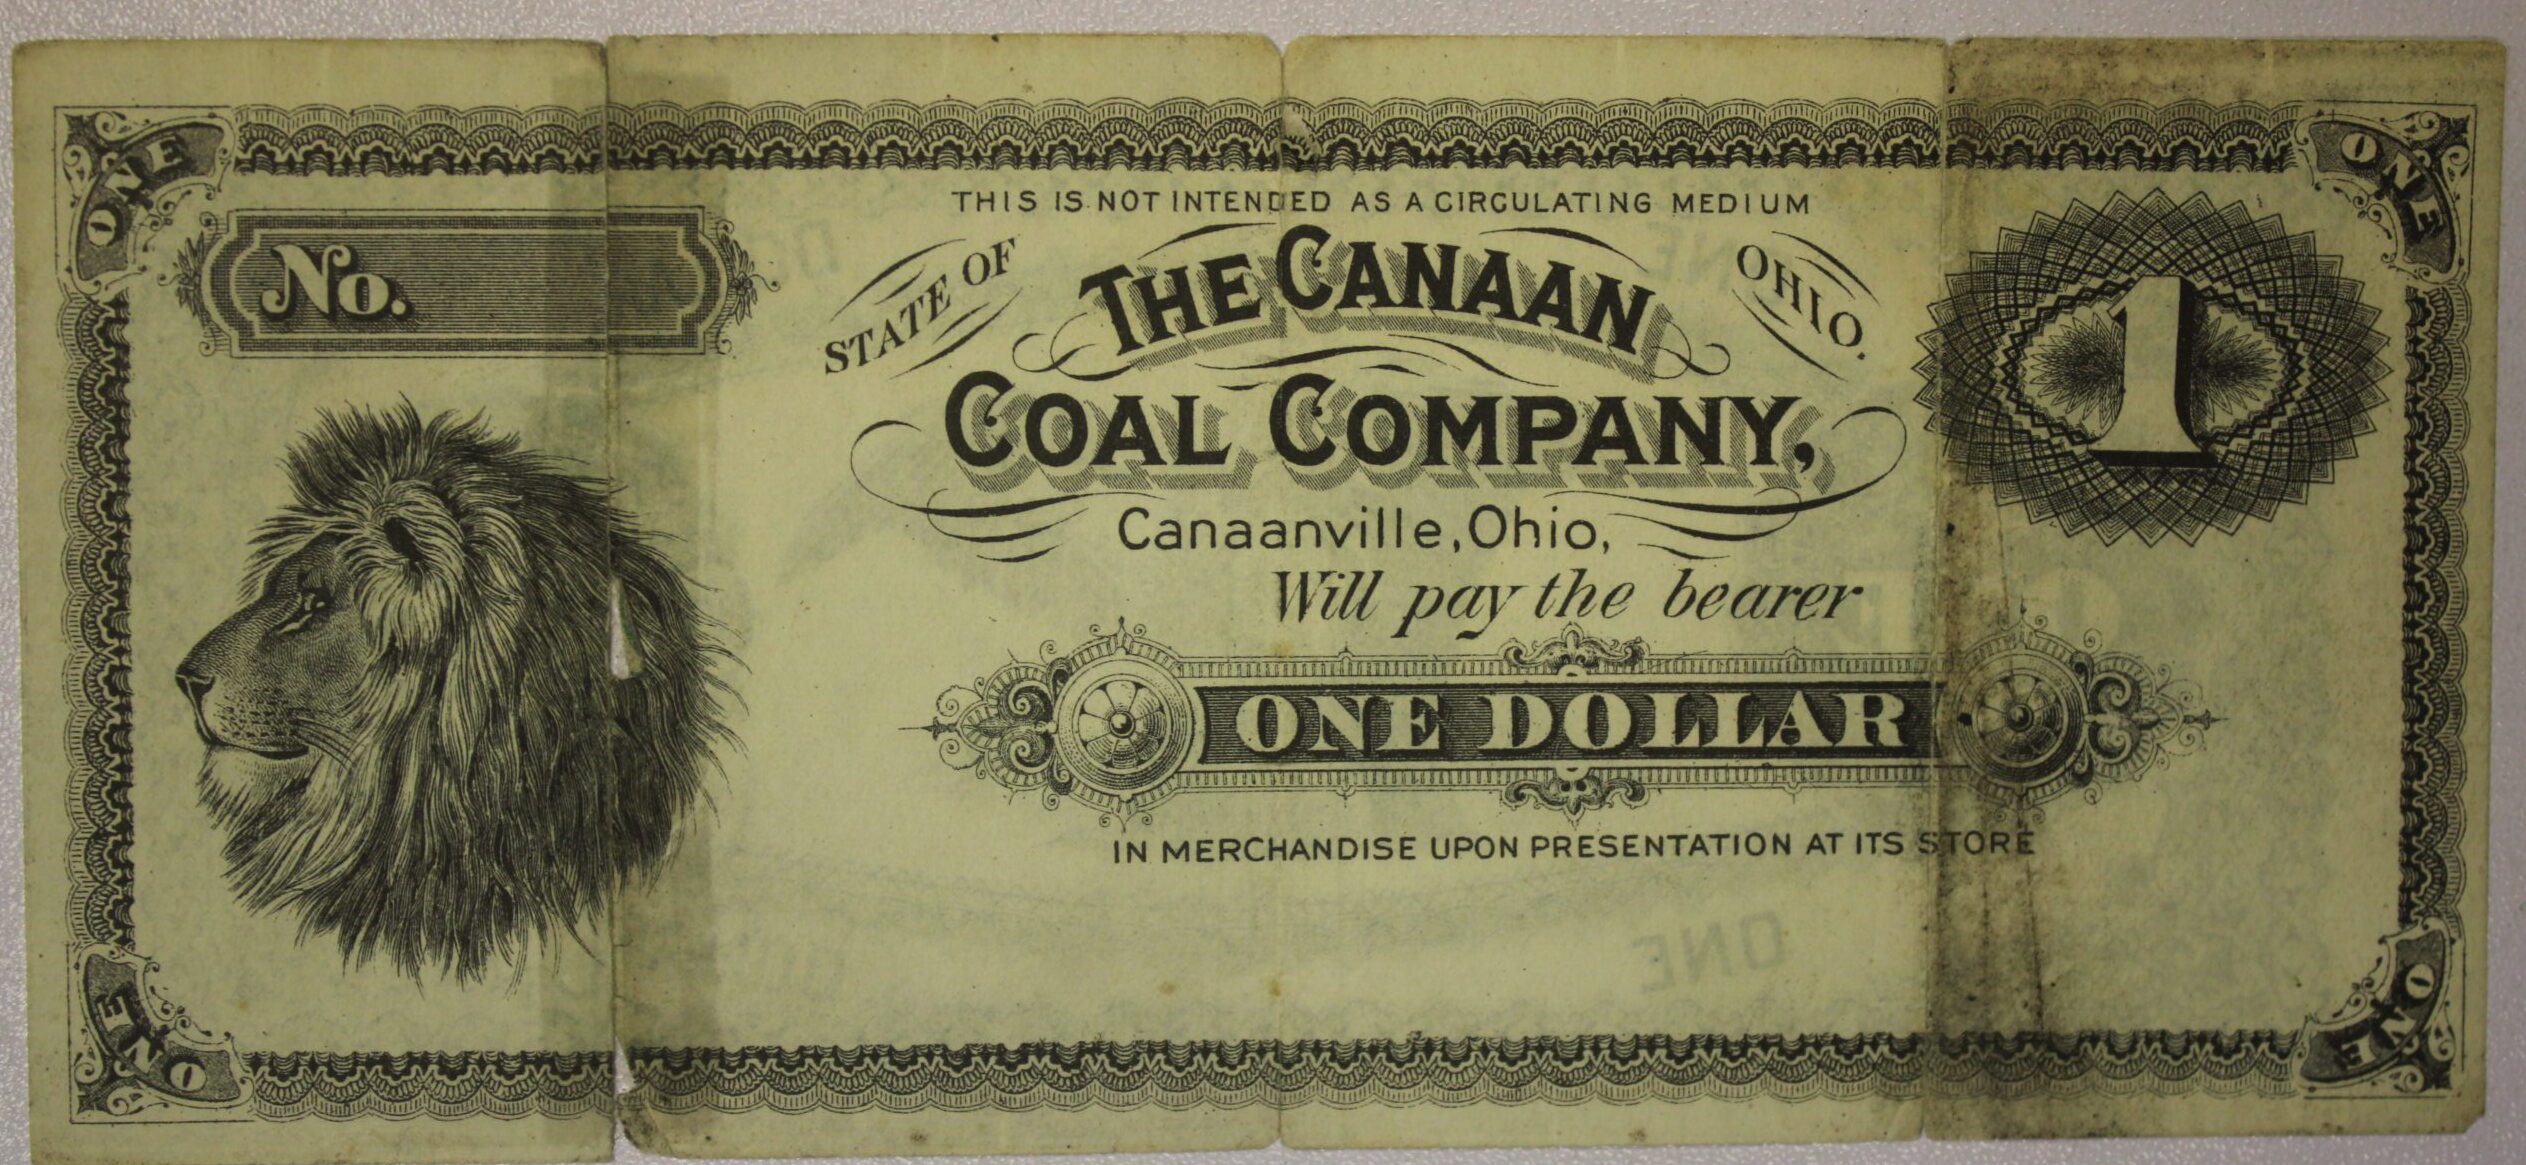 ONE
ONE
No.
THIS IS NOT INTENDED AS A CIRCULATING MEDIUM
STATE OF
OHIO.
THE CANAAN
COAL COMPANY,
1
Canaanville, Ohio,
Will pay the bearer
ONE DOLLAR
IN MERCHANDISE UPON PRESENTATION AT ITS STORE
ONE
ONE